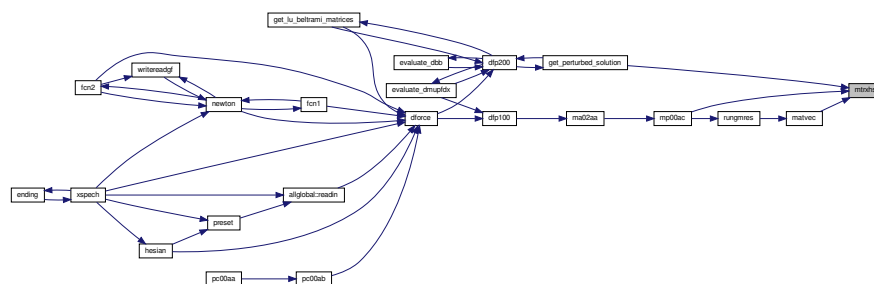 get_lu_beltrami_matrices
evaluate_dbb
dfp200
get_perturbed_solution
writereadgf
fcn2
evaluate_dmupfdx
mtrxhs
newton
fcn1
dforce
dfp100
ma02aa
mp00ac
rungmres
matvec
ending
xspech
allglobal::readin
preset
hesian
pc00aa
pc00ab